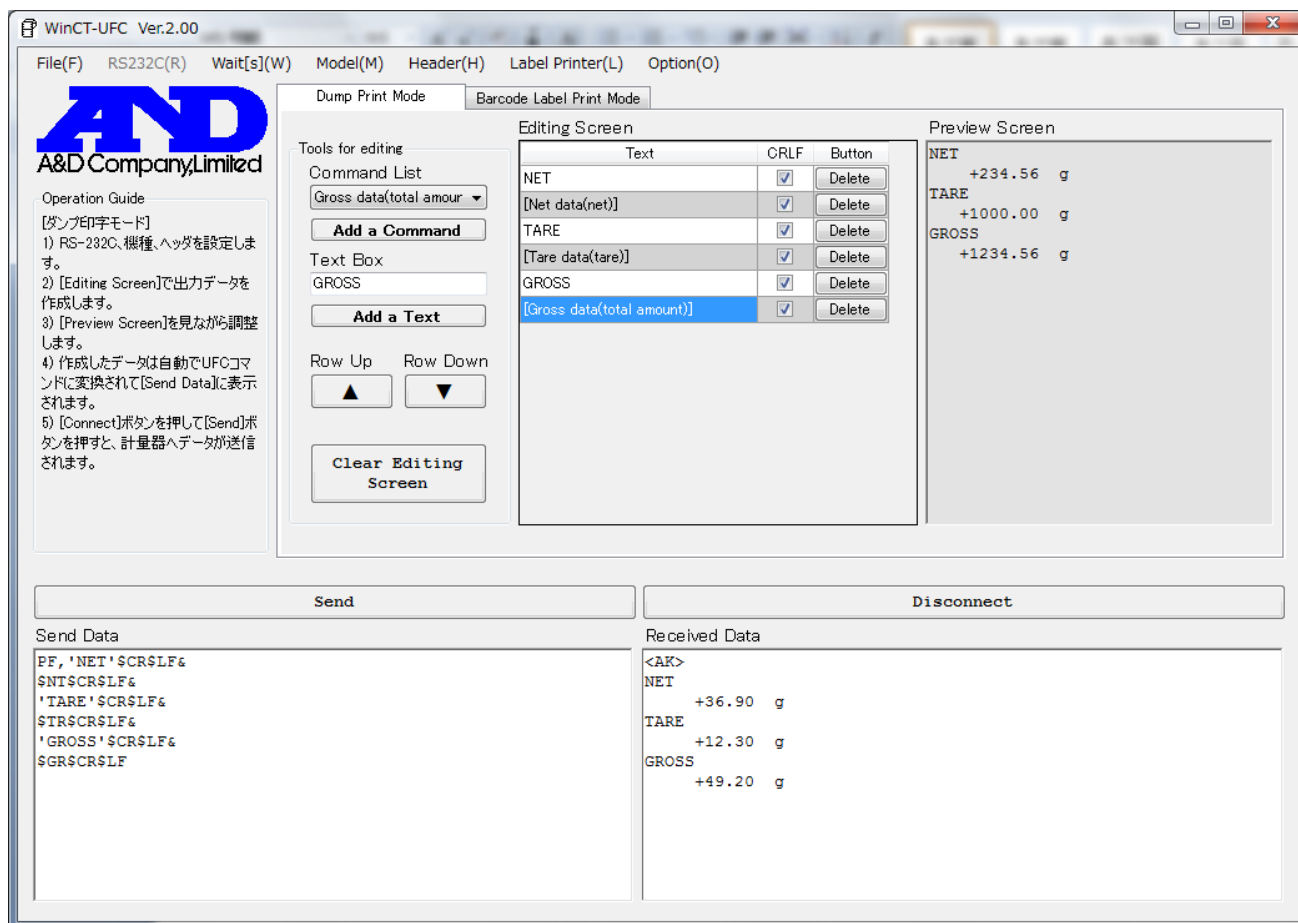 WinCT-UFC Ver.2.00
File(F) RS232C(R) Wait[s](W) Model(M) Header(H) Label Printer(L) Option(O)
AND
A&D Company,Limited
Operation Guide
[ダンプ印字モード]
1) RS-232C、機種、ヘッダを設定しま
す。
2) [Editing Screen]で出力データを
作成します。
3) [Preview Screen]を見ながら調整
します。
4) 作成したデータは自動でUFCコマ
ンドに変換されて[Send Data]に表示
されます。
5) [Connect]ボタンを押して[Send]ボ
タンを押すと、計量器へデータが送信
されます。
Dump Print Mode Barcode Label Print Mode
Tools for editing
Command List
Gross data(total amour
Add a Command
Text Box
GROSS
Add a Text
Row Up Row Down
▲ ▼
Clear Editing
Screen
Editing Screen
Text CRLF Button
NET Delete
[Net data(net)] Delete
TARE Delete
[Tare data(tare)] Delete
GROSS Delete
[Gross data(total amount)] Delete
Preview Screen
NET
+234.56 g
TARE
+1000.00 g
GROSS
+1234.56 g
Send Disconnect
Send Data
PF,'NET'$CR$LF&
$NT$CR$LF&
'TARE'$CR$LF&
$TR$CR$LF&
'GROSS'$CR$LF&
$GR$CR$LF
Received Data
<AK>
NET
+36.90 g
TARE
+12.30 g
GROSS
+49.20 g